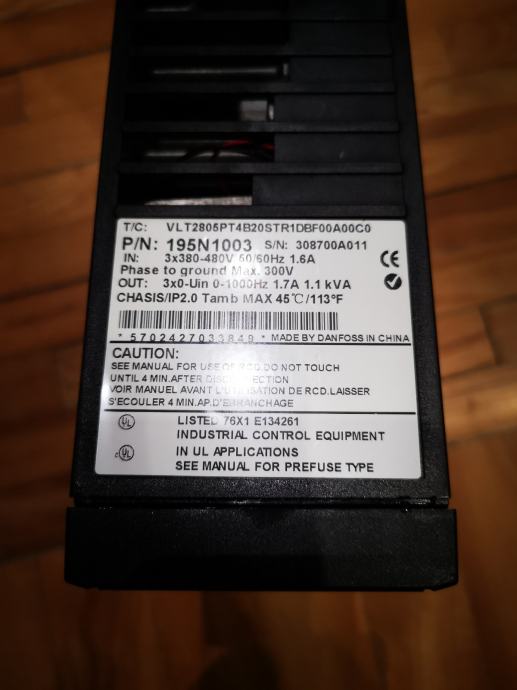 T/C: VLT2805PT4B20STR1DBF00A00C0
P/N: 195N1003 S/N: 308700A011
IN: 3x380-480V 50/60Hz 1.6A
Phase to ground Max. 300V
OUT: 3x0-Uin 0-1000Hz 1.7A 1.1 kVA
CHASIS/IP2.0 Tamb MAX 45℃/113°F
CE
* 5702427033849 * MADE BY DANFOSS IN CHINA
CAUTION:
SEE MANUAL FOR USE OF RCD.DO NOT TOUCH
UNTIL 4 MIN.AFTER DISCONNECTION
VOIR MANUEL AVANT L'UTILISATION DE RCD.LAISSER
S'ECOULER 4 MIN.AP.D'EBRANCHAGE
UL LISTED 76X1 E134261
INDUSTRIAL CONTROL EQUIPMENT
c UL IN UL APPLICATIONS
SEE MANUAL FOR PREFUSE TYPE